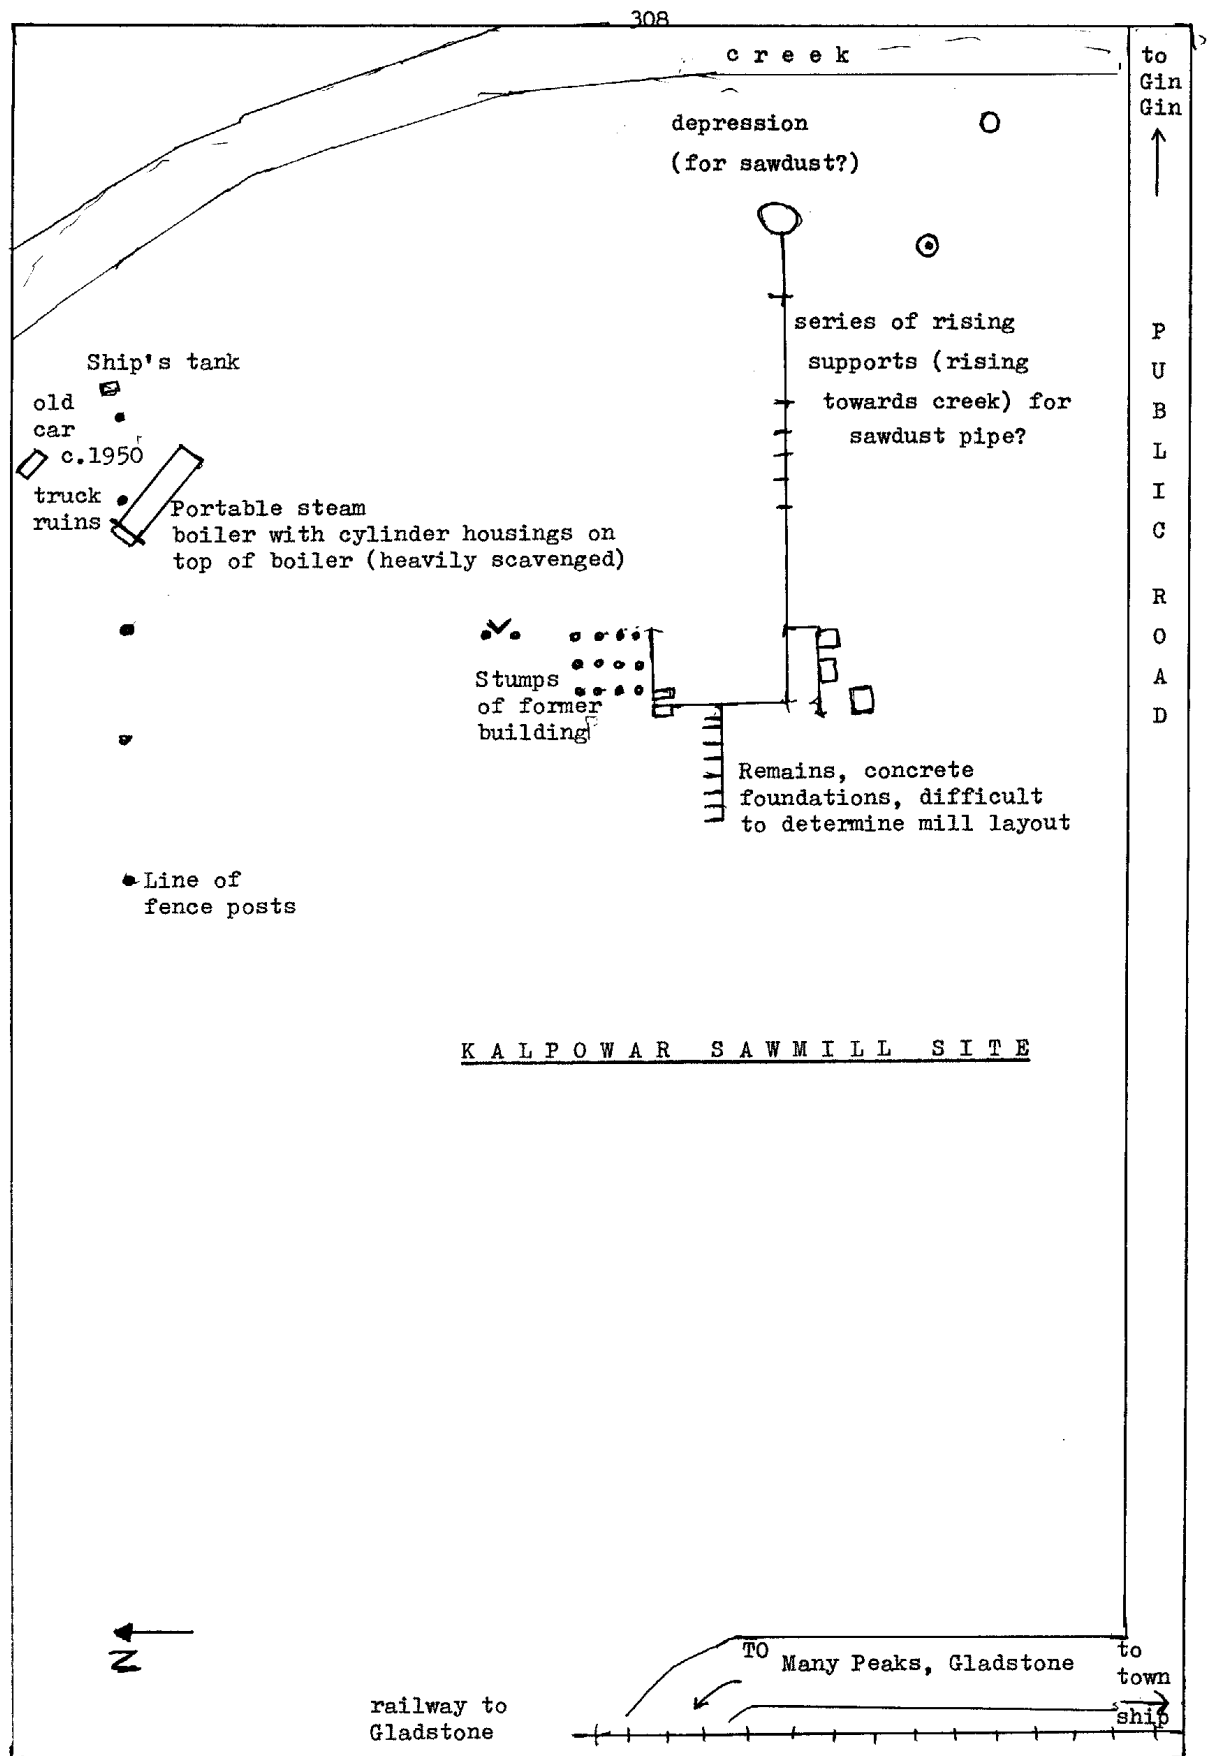 308
creek
to
Gin
Gin
depression
(for sawdust?)
PUBLIC ROAD
series of rising
supports (rising
towards creek) for
sawdust pipe?
Ship's tank
old
car
c.1950
truck
ruins
Portable steam
boiler with cylinder housings on
top of boiler (heavily scavenged)
Stumps
of former
building
Remains, concrete
foundations, difficult
to determine mill layout
Line of
fence posts
KALPOWAR SAWMILL SITE
N
TO
Many Peaks, Gladstone
to
town
ship
railway to
Gladstone